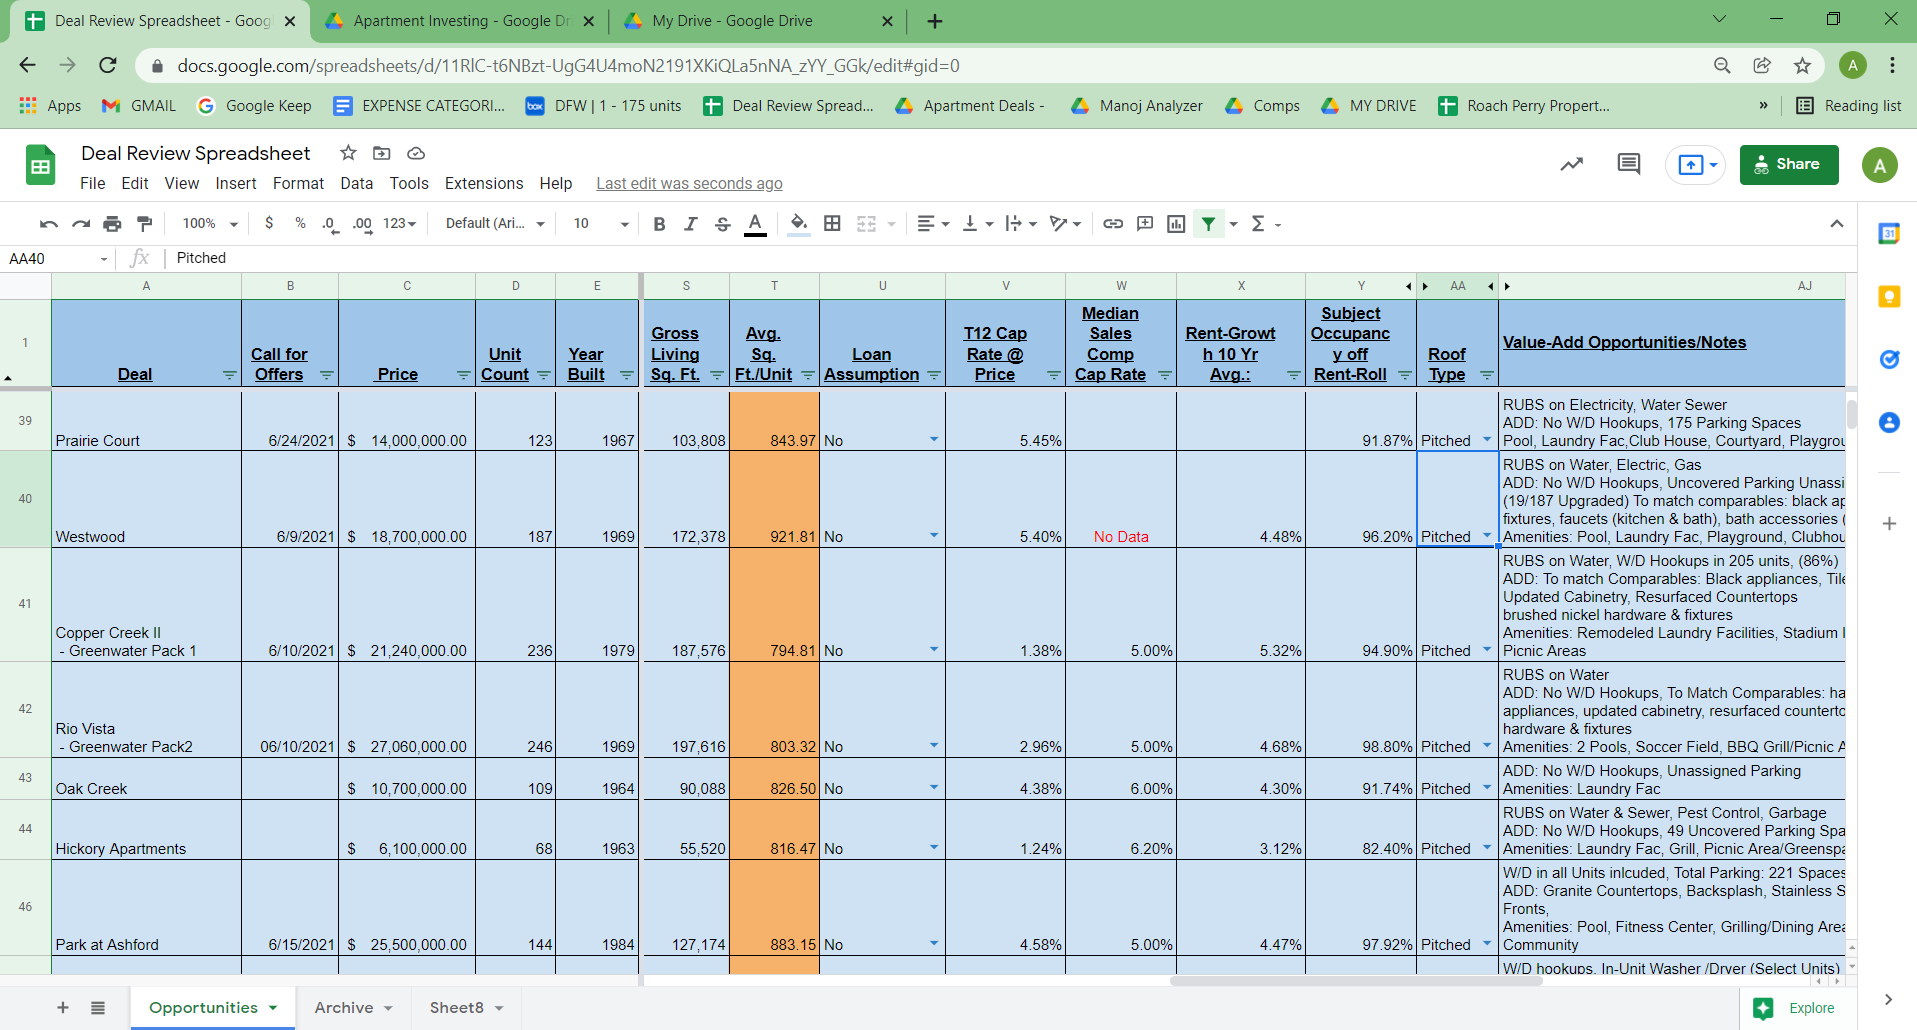 Deal Review Spreadsheet - Goog
Apartment Investing - Google Dr
My Drive - Google Drive
docs.google.com/spreadsheets/d/11RlC-t6NBzt-UgG4U4moN2191XKiQLa5nNA_zYY_GGk/edit#gid=0
A
Apps
GMAIL
Google Keep
EXPENSE CATEGORI...
box
DFW | 1 - 175 units
Deal Review Spread...
Apartment Deals -
Manoj Analyzer
Comps
MY DRIVE
Roach Perry Propert...
»
Reading list
Deal Review Spreadsheet
File Edit View Insert Format Data Tools Extensions Help Last edit was seconds ago
Share
A
100% $ % .0 .00 123 Default (Ari... 10 B I S A Σ
31
AA40 fx Pitched
A B C D E S T U V W X Y AA AJ
1
Deal
Call for
Offers
Price
Unit
Count
Year
Built
Gross
Living
Sq. Ft.
Avg.
Sq.
Ft./Unit
Loan
Assumption
T12 Cap
Rate @
Price
Median
Sales
Comp
Cap Rate
Rent-Growt
h 10 Yr
Avg.:
Subject
Occupanc
y off
Rent-Roll
Roof
Type
Value-Add Opportunities/Notes
39
Prairie Court 6/24/2021 $ 14,000,000.00 123 1967 103,808 843.97 No 5.45% 91.87% Pitched
RUBS on Electricity, Water Sewer
ADD: No W/D Hookups, 175 Parking Spaces
Pool, Laundry Fac,Club House, Courtyard, Playgrou
40
Westwood 6/9/2021 $ 18,700,000.00 187 1969 172,378 921.81 No 5.40% No Data 4.48% 96.20% Pitched
RUBS on Water, Electric, Gas
ADD: No W/D Hookups, Uncovered Parking Unassi
(19/187 Upgraded) To match comparables: black ap
fixtures, faucets (kitchen & bath), bath accessories (
Amenities: Pool, Laundry Fac, Playground, Clubhou
41
Copper Creek II
- Greenwater Pack 1 6/10/2021 $ 21,240,000.00 236 1979 187,576 794.81 No 1.38% 5.00% 5.32% 94.90% Pitched
RUBS on Water, W/D Hookups in 205 units, (86%)
ADD: To match Comparables: Black appliances, Tile
Updated Cabinetry, Resurfaced Countertops
brushed nickel hardware & fixtures
Amenities: Remodeled Laundry Facilities, Stadium l
Picnic Areas
42
Rio Vista
- Greenwater Pack2 06/10/2021 $ 27,060,000.00 246 1969 197,616 803.32 No 2.96% 5.00% 4.68% 98.80% Pitched
RUBS on Water
ADD: No W/D Hookups, To Match Comparables: ha
appliances, updated cabinetry, resurfaced counterto
hardware & fixtures
Amenities: 2 Pools, Soccer Field, BBQ Grill/Picnic A
43
Oak Creek $ 10,700,000.00 109 1964 90,088 826.50 No 4.38% 6.00% 4.30% 91.74% Pitched
ADD: No W/D Hookups, Unassigned Parking
Amenities: Laundry Fac
44
Hickory Apartments $ 6,100,000.00 68 1963 55,520 816.47 No 1.24% 6.20% 3.12% 82.40% Pitched
RUBS on Water & Sewer, Pest Control, Garbage
ADD: No W/D Hookups, 49 Uncovered Parking Spa
Amenities: Laundry Fac, Grill, Picnic Area/Greenspa
46
Park at Ashford 6/15/2021 $ 25,500,000.00 144 1984 127,174 883.15 No 4.58% 5.00% 4.47% 97.92% Pitched
W/D in all Units inlcuded, Total Parking: 221 Spaces
ADD: Granite Countertops, Backsplash, Stainless S
Fronts,
Amenities: Pool, Fitness Center, Grilling/Dining Area
Community
W/D hookups, In-Unit Washer /Dryer (Select Units)
Opportunities
Archive
Sheet8
Explore